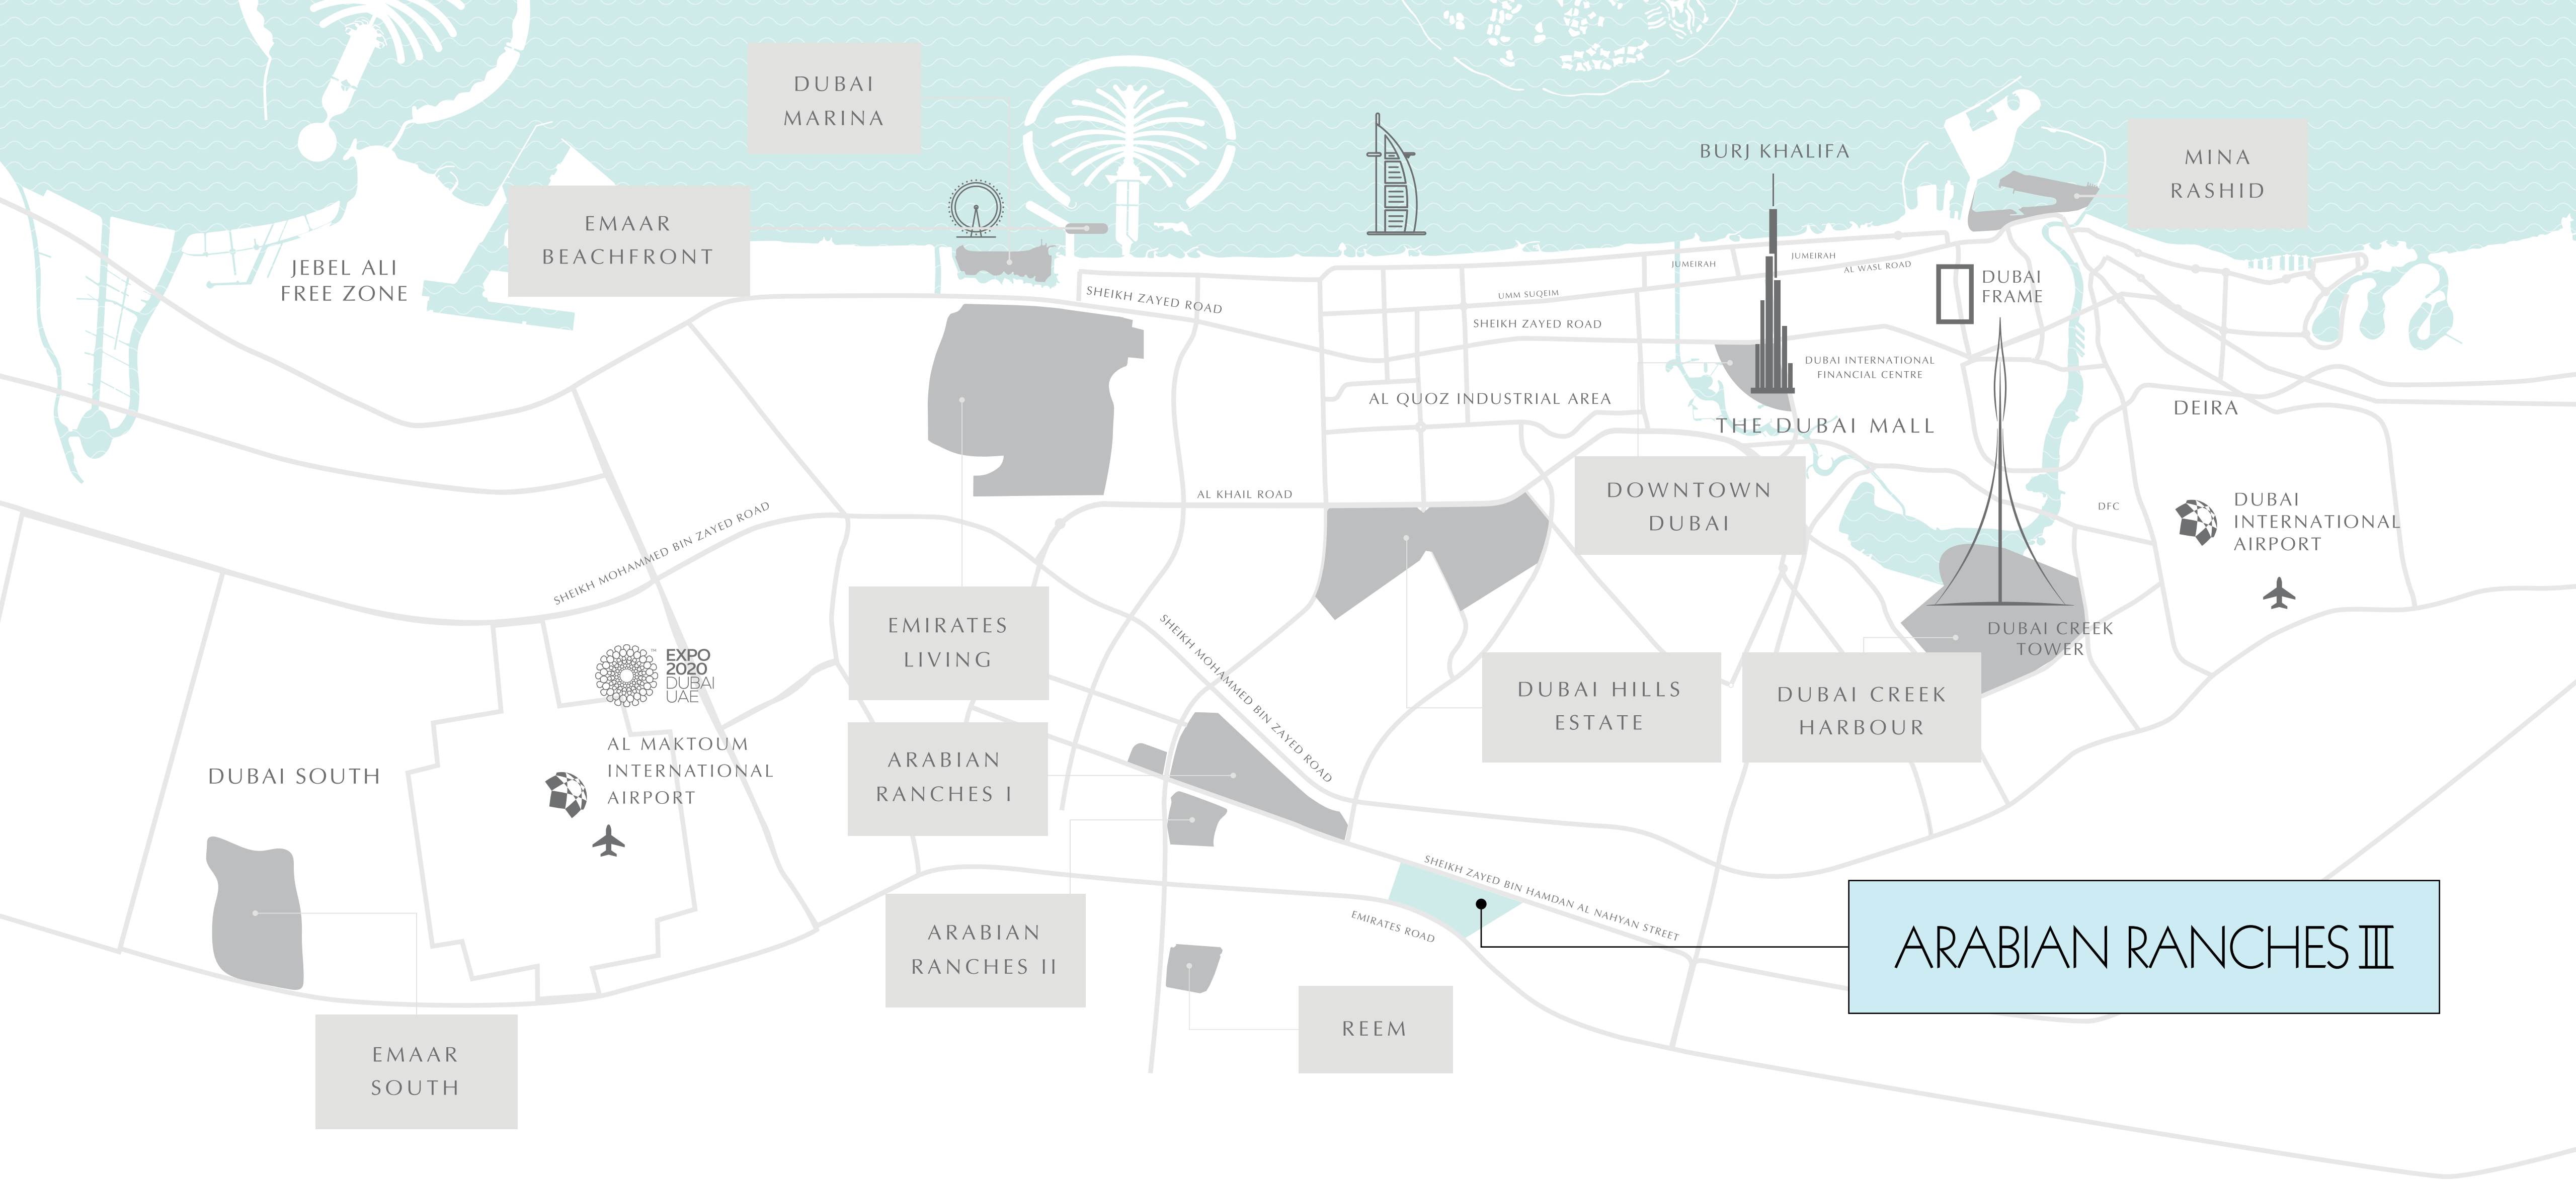 DUBAI
MARINA
EMAAR
BEACHFRONT
JEBEL ALI
FREE ZONE
BURJ KHALIFA
MINA
RASHID
JUMEIRAH
JUMEIRAH
AL WASL ROAD
DUBAI
FRAME
SHEIKH ZAYED ROAD
UMM SUQEIM
SHEIKH ZAYED ROAD
DUBAI INTERNATIONAL
FINANCIAL CENTRE
AL QUOZ INDUSTRIAL AREA
THE DUBAI MALL
DEIRA
AL KHAIL ROAD
DOWNTOWN
DUBAI
DFC
DUBAI
INTERNATIONAL
AIRPORT
SHEIKH MOHAMMED BIN ZAYED ROAD
EMIRATES
LIVING
SHEIKH MOHAMMED BIN ZAYED ROAD
DUBAI CREEK
TOWER
EXPO
2020
DUBAI
UAE
™
DUBAI HILLS
ESTATE
DUBAI CREEK
HARBOUR
AL MAKTOUM
INTERNATIONAL
AIRPORT
DUBAI SOUTH
ARABIAN
RANCHES I
SHEIKH ZAYED BIN HAMDAN AL NAHYAN STREET
EMIRATES ROAD
ARABIAN
RANCHES II
ARABIAN RANCHES III
REEM
EMAAR
SOUTH